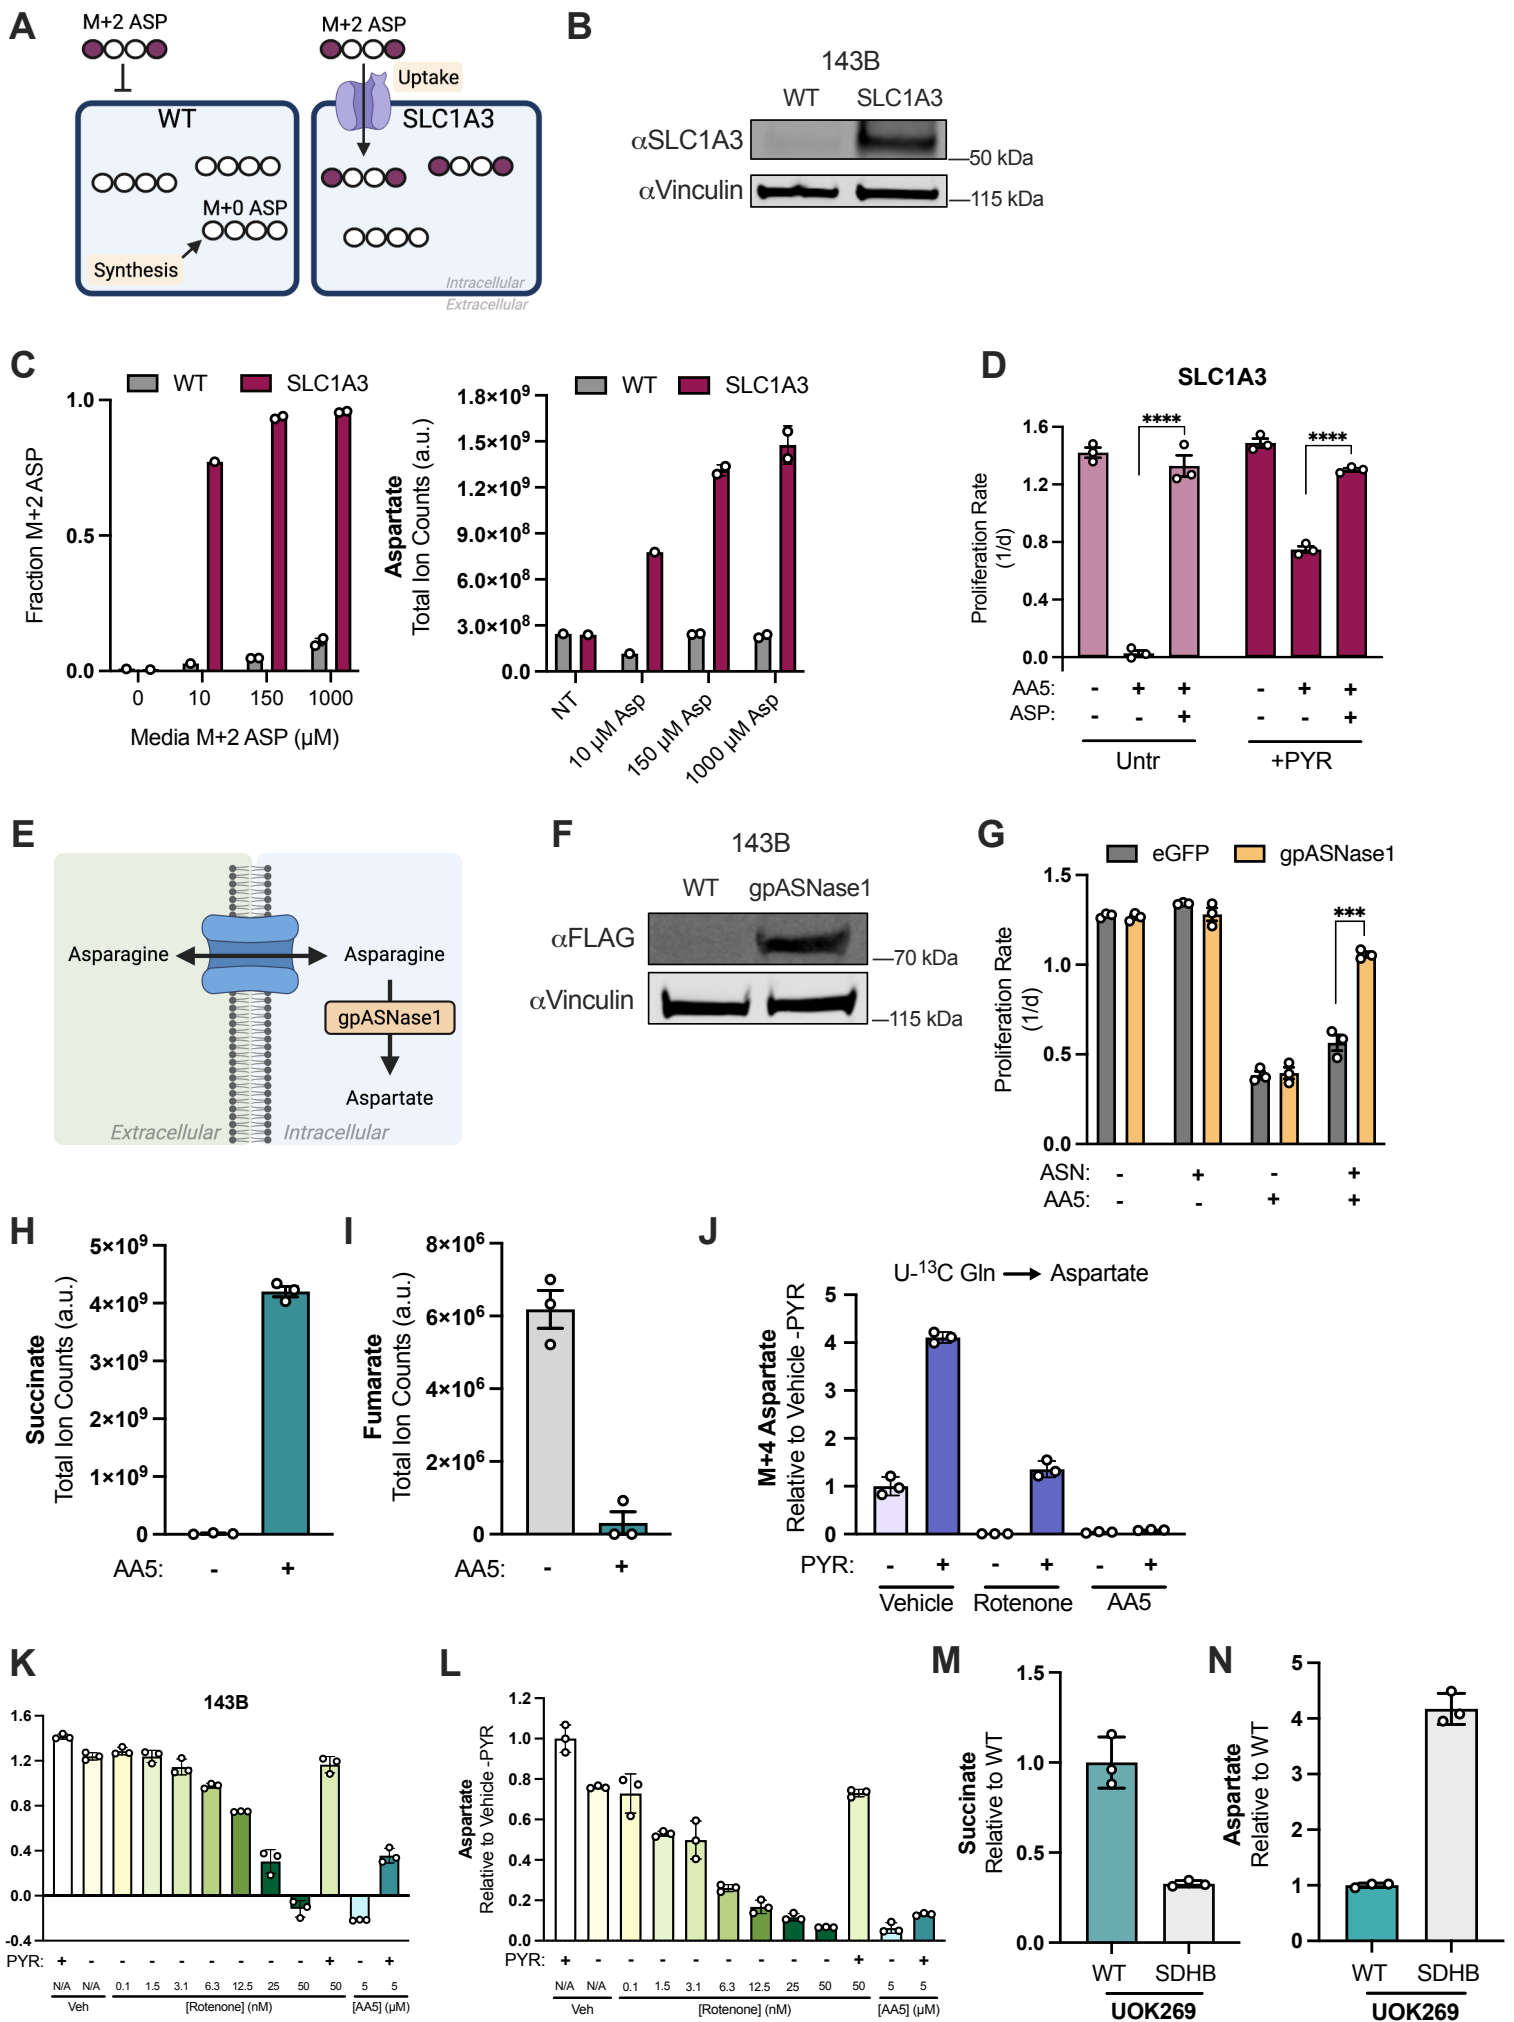 A
M+2 ASP
M+2 ASP
Uptake
WT
SLC1A3
M+0 ASP
Synthesis
Intracellular
Extracellular
B
143B
WT SLC1A3
αSLC1A3
50 kDa
αVinculin
115 kDa
C
WT SLC1A3
Fraction M+2 ASP
1.0
0.5
0.0
0 10 150 1000
Media M+2 ASP (µM)
WT SLC1A3
Aspartate
Total Ion Counts (a.u.)
1.8×10⁹
1.5×10⁹
1.2×10⁹
9.0×10⁸
6.0×10⁸
3.0×10⁸
0.0
NT 10 µM Asp 150 µM Asp 1000 µM Asp
D
SLC1A3
Proliferation Rate
(1/d)
1.6
1.2
0.8
0.4
0.0
**** ****
AA5: - + + - + +
ASP: - - + - - +
Untr +PYR
E
Asparagine Asparagine
gpASNase1
Aspartate
Extracellular Intracellular
F
143B
WT gpASNase1
αFLAG
70 kDa
αVinculin
115 kDa
G
eGFP gpASNase1
Proliferation Rate
(1/d)
1.5
1.0
0.5
0.0
***
ASN: - + - +
AA5: - - + +
H
Succinate
Total Ion Counts (a.u.)
5×10⁹
4×10⁹
3×10⁹
2×10⁹
1×10⁹
0
AA5: - +
I
Fumarate
Total Ion Counts (a.u.)
8×10⁶
6×10⁶
4×10⁶
2×10⁶
0
AA5: - +
J
U-¹³C Gln Aspartate
M+4 Aspartate
Relative to Vehicle -PYR
5
4
3
2
1
0
PYR: - + - + - +
Vehicle Rotenone AA5
K
143B
1.6
1.2
0.8
0.4
0.0
-0.4
PYR: + - - - - - - - - + - +
N/A N/A 0.1 1.5 3.1 6.3 12.5 25 50 50 5 5
Veh [Rotenone] (nM) [AA5] (µM)
L
Aspartate
Relative to Vehicle -PYR
1.2
1.0
0.8
0.6
0.4
0.2
0.0
PYR: + - - - - - - - - + - +
N/A N/A 0.1 1.5 3.1 6.3 12.5 25 50 50 5 5
Veh [Rotenone] (nM) [AA5] (µM)
M
Succinate
Relative to WT
1.5
1.0
0.5
0.0
WT SDHB
UOK269
N
Aspartate
Relative to WT
5
4
3
2
1
0
WT SDHB
UOK269